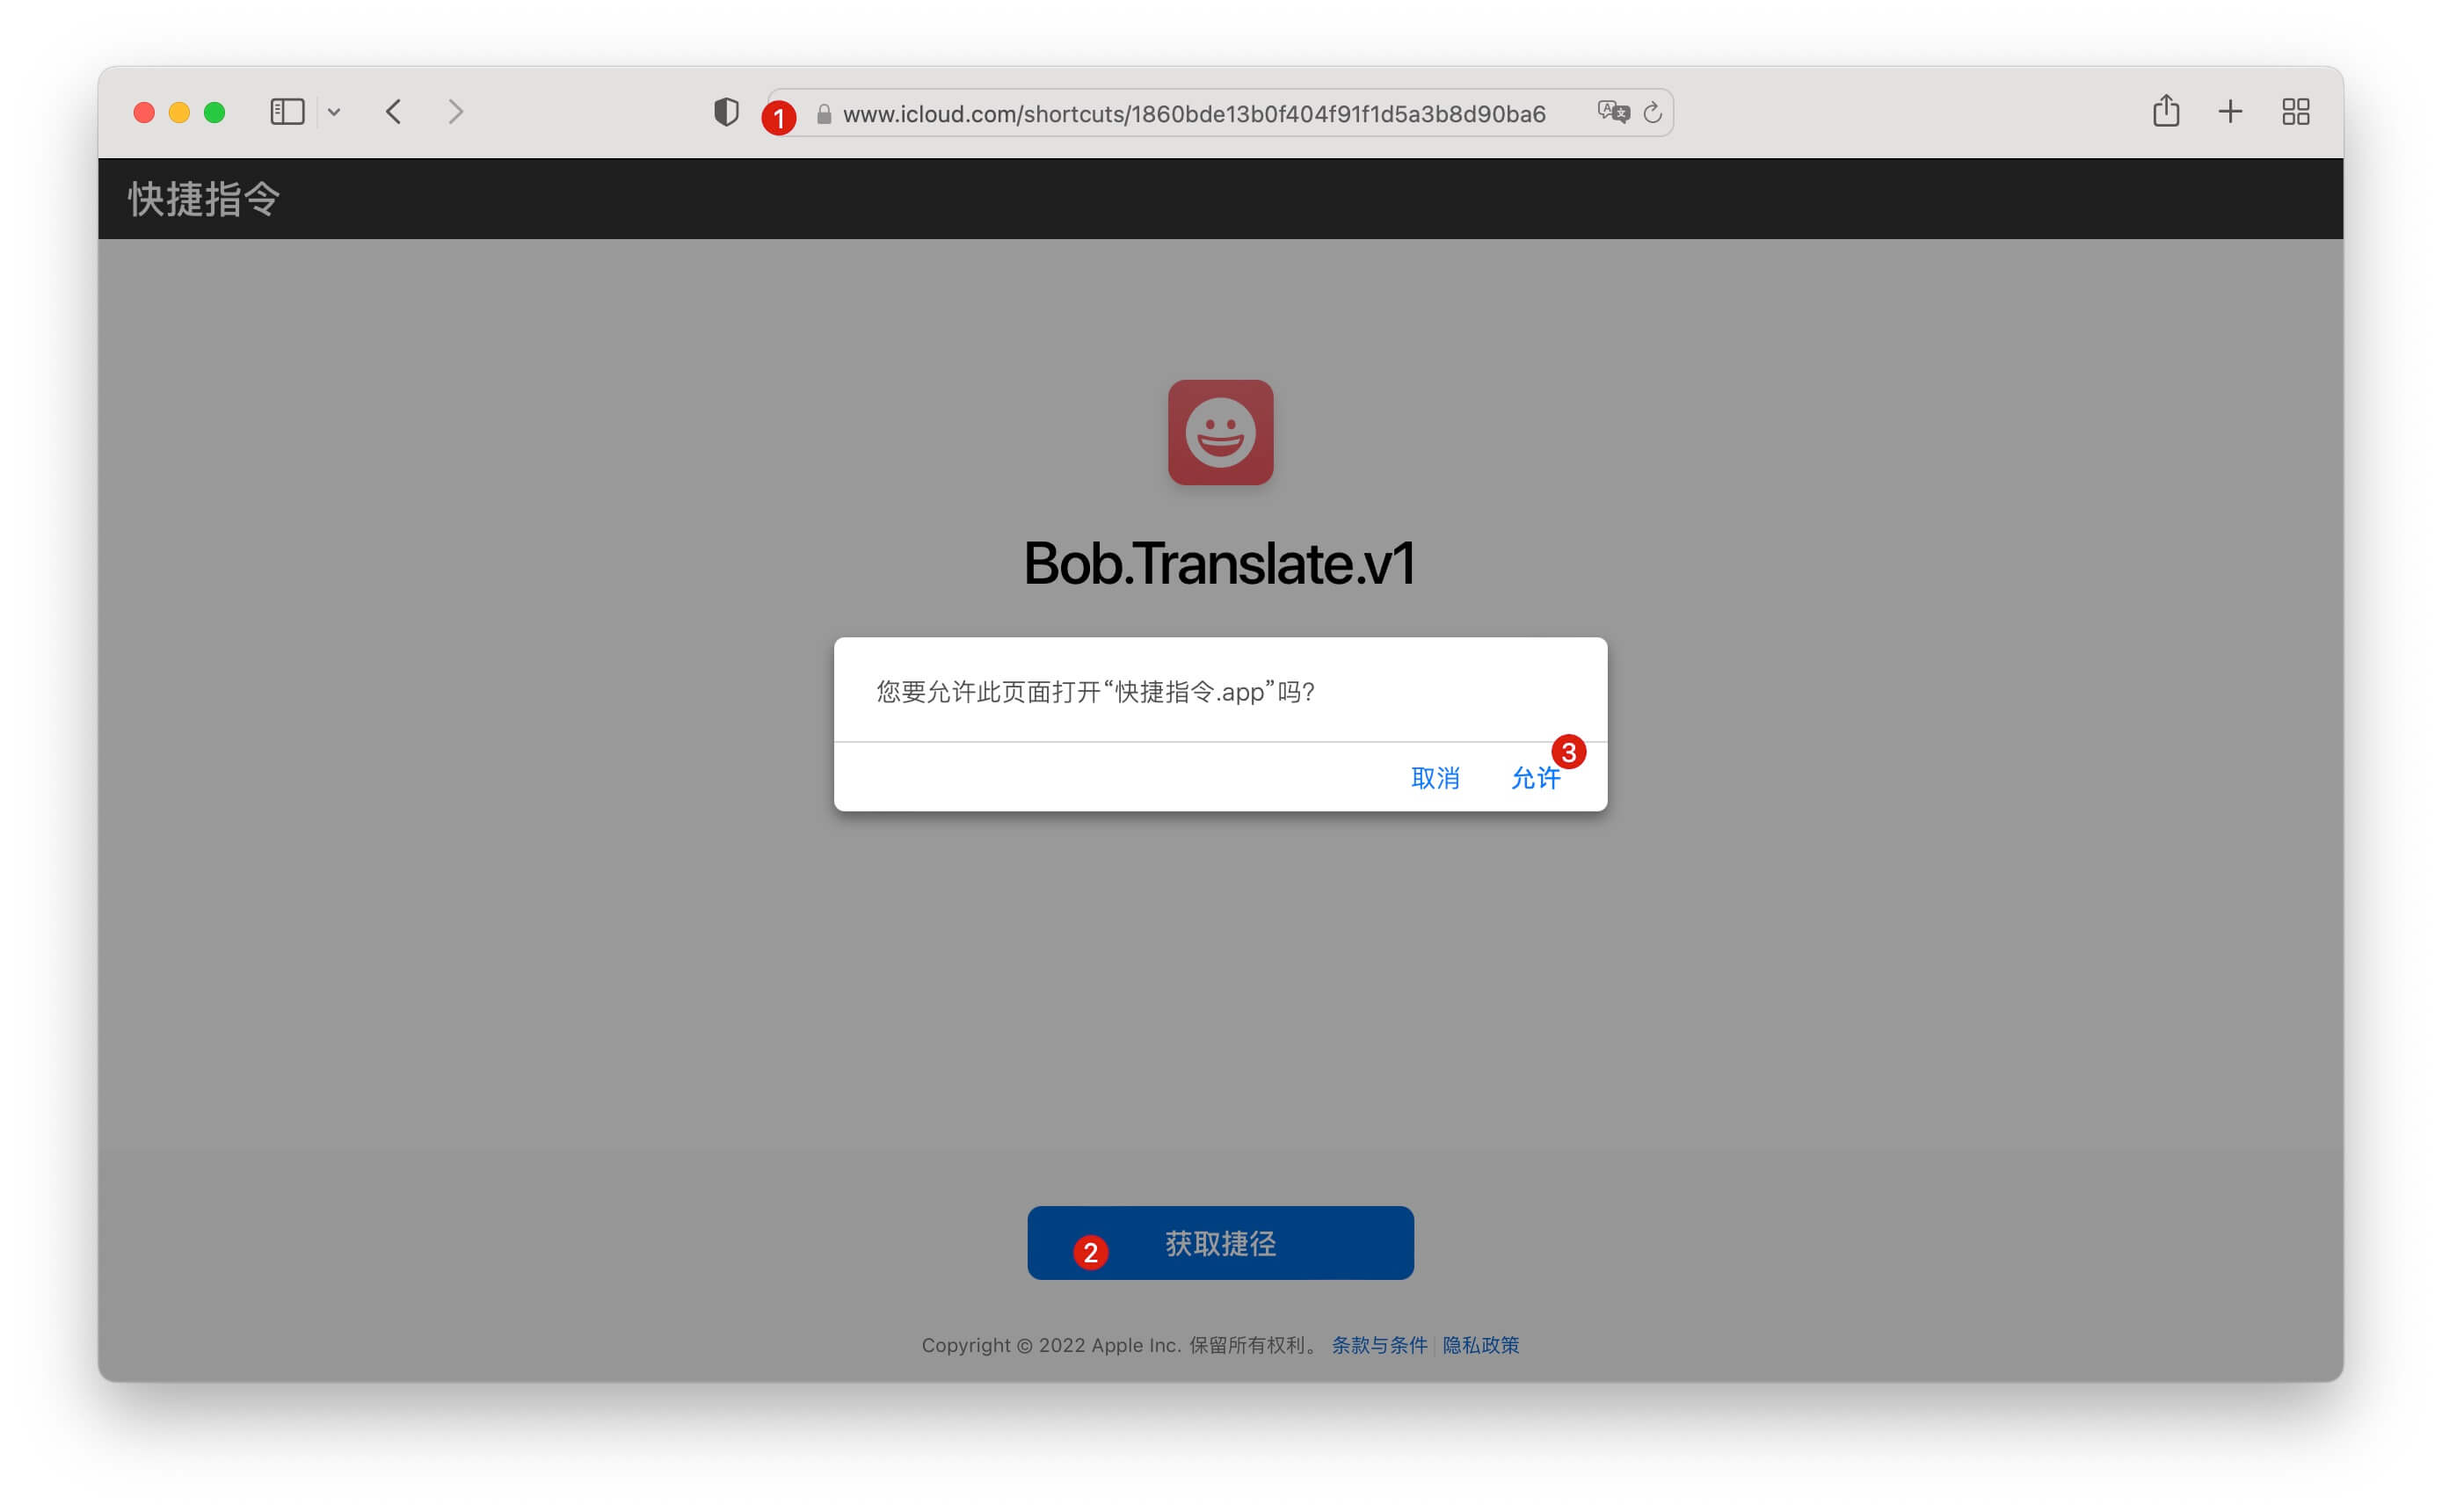 1 www.icloud.com/shortcuts/1860bde13b0f404f91f1d5a3b8d90ba6
快捷指令
Bob.Translate.v1
您要允许此页面打开“快捷指令.app”吗?
3
取消 允许
2 获取捷径
Copyright © 2022 Apple Inc. 保留所有权利。 条款与条件 隐私政策